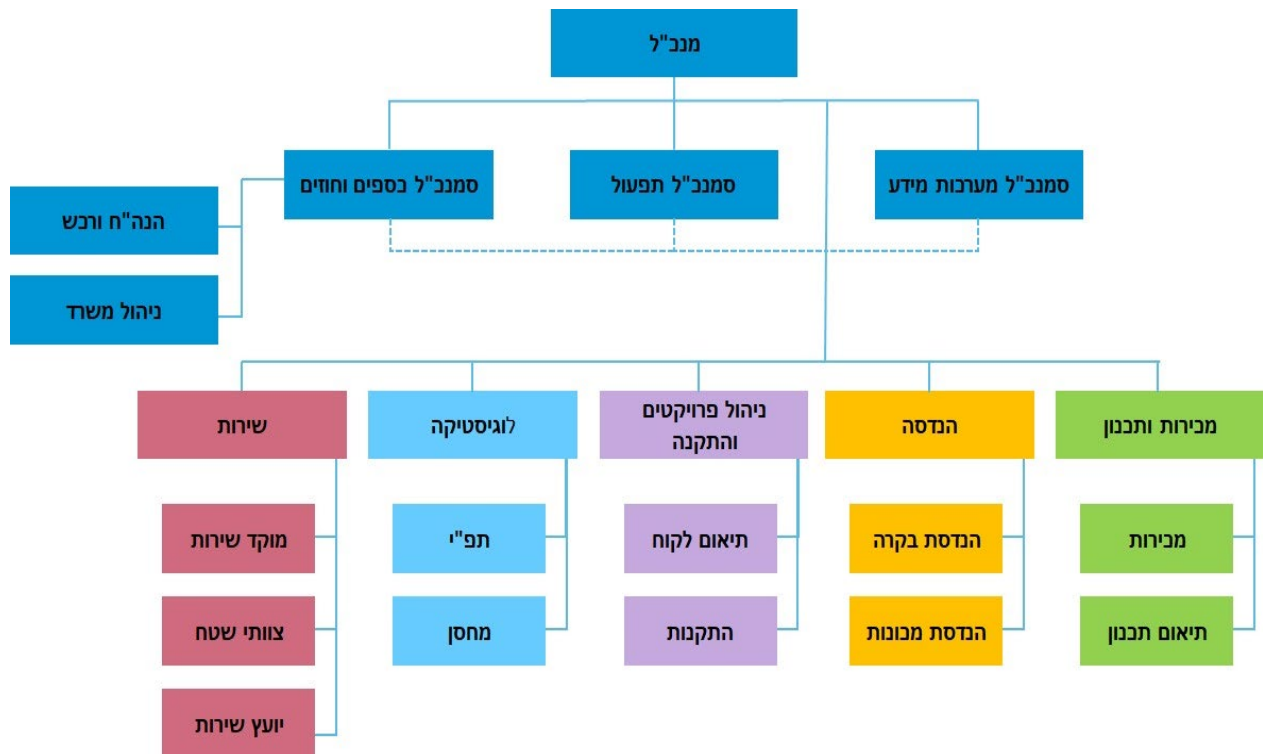 מנכ"ל
סמנכ"ל מערכות מידע
סמנכ"ל תפעול
סמנכ"ל כספים וחוזים
הנה"ח ורכש
ניהול משרד
מכירות ותכנון
הנדסה
ניהול פרויקטים
והתקנה
לוגיסטיקה
שירות
מכירות
הנדסת בקרה
תיאום לקוח
תפ"י
מוקד שירות
תיאום תכנון
הנדסת מכונות
התקנות
מחסן
צוותי שטח
יועץ שירות